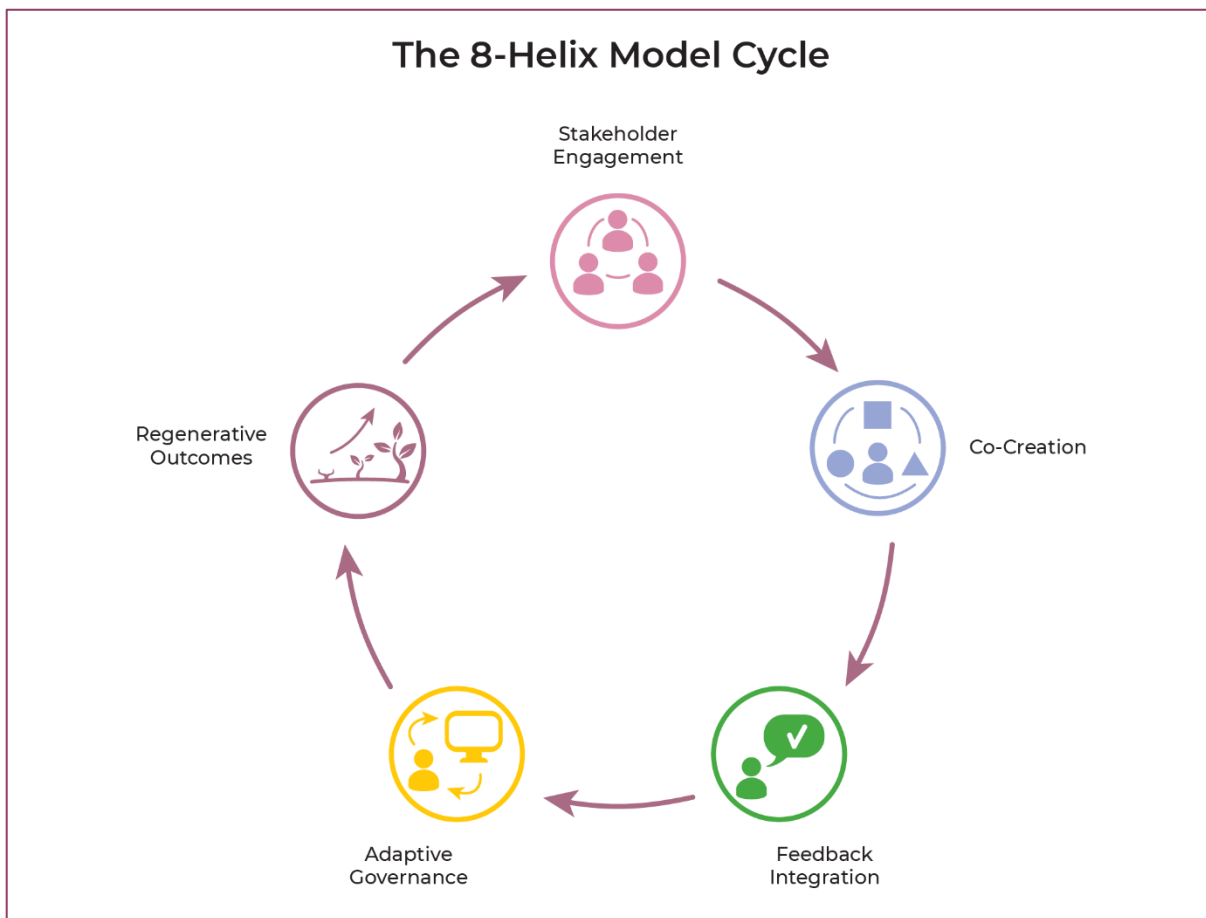 The 8-Helix Model Cycle
Stakeholder
Engagement
Co-Creation
Feedback
Integration
Adaptive
Governance
Regenerative
Outcomes